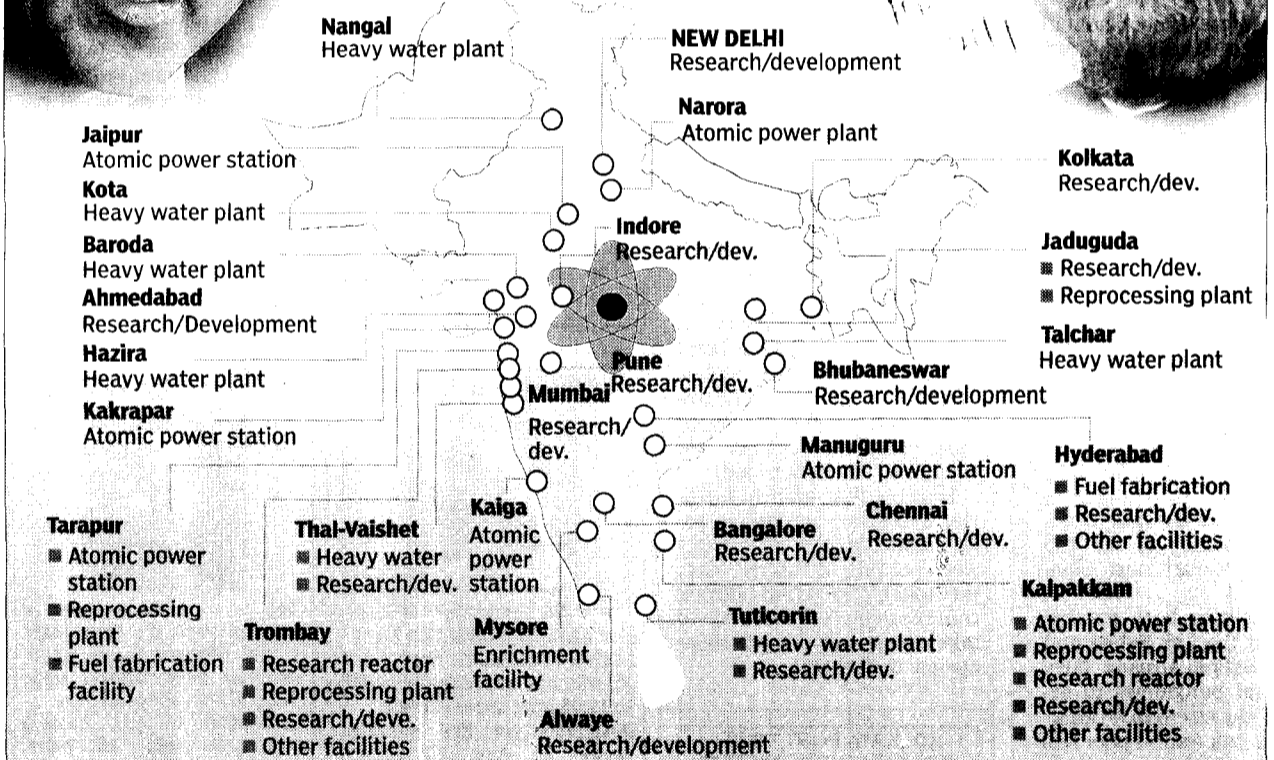 Nangal
Heavy water plant
NEW DELHI
Research/development
Narora
Atomic power plant
Jaipur
Atomic power station
Kolkata
Research/dev.
Kota
Heavy water plant
Indore
Research/dev.
Baroda
Heavy water plant
Jaduguda
■ Research/dev.
■ Reprocessing plant
Ahmedabad
Research/Development
Talchar
Heavy water plant
Hazira
Heavy water plant
Pune
Research/dev.
Bhubaneswar
Research/development
Mumbai
Research/
dev.
Kakrapar
Atomic power station
Manuguru
Atomic power station
Hyderabad
■ Fuel fabrication
■ Research/dev.
■ Other facilities
Tarapur
■ Atomic power
station
■ Reprocessing
plant
■ Fuel fabrication
facility
Thal-Vaishet
■ Heavy water
■ Research/dev.
Kaiga
Atomic
power
station
Bangalore
Research/dev.
Chennai
Research/dev.
Kalpakkam
■ Atomic power station
■ Reprocessing plant
■ Research reactor
■ Research/dev.
■ Other facilities
Trombay
■ Research reactor
■ Reprocessing plant
■ Research/deve.
■ Other facilities
Mysore
Enrichment
facility
Tuticorin
■ Heavy water plant
■ Research/dev.
Alwaye
Research/development